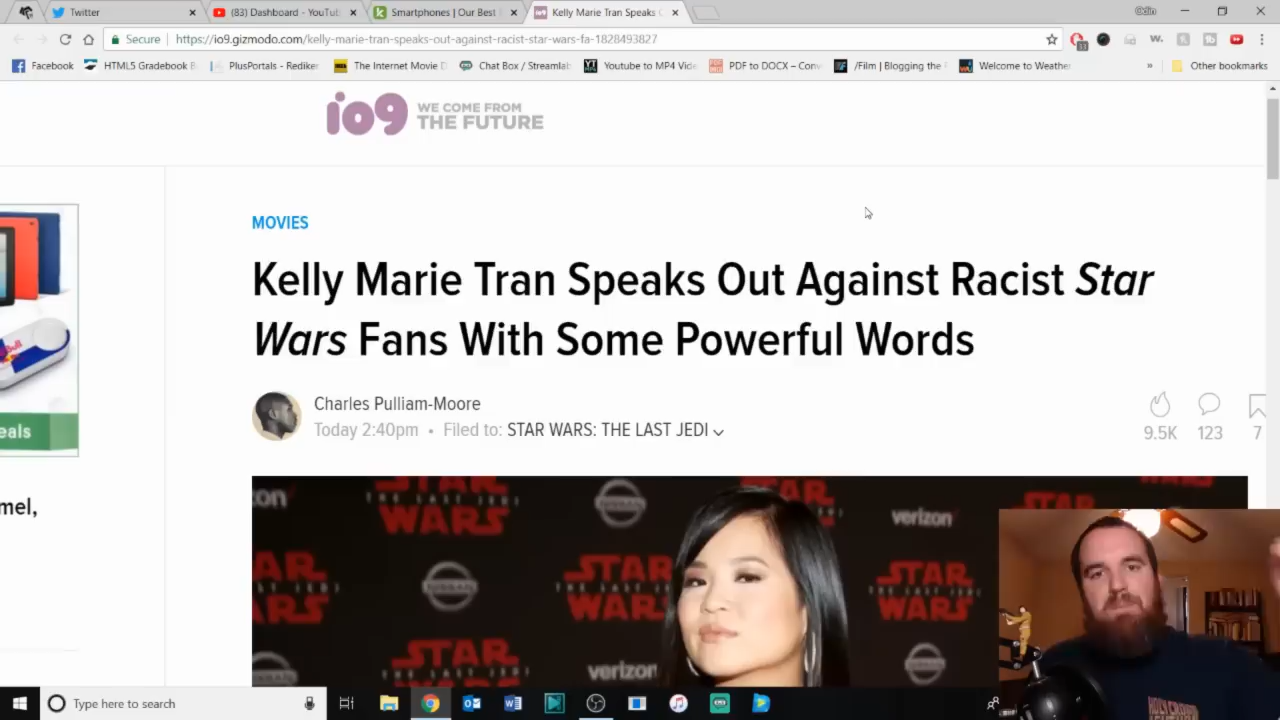 Twitter
(83) Dashboard - YouTub
Smartphones | Our Best
Kelly Marie Tran Speaks O
Secure
https://io9.gizmodo.com/kelly-marie-tran-speaks-out-against-racist-star-wars-fa-1828493827
Facebook
HTML5 Gradebook
PlusPortals - Rediker
The Internet Movie D
Chat Box / Streamlab
Youtube to MP4 Vide
PDF to DOCX – Conv
/Film | Blogging the
Welcome to Weather
»
Other bookmarks
io9
WE COME FROM
THE FUTURE
MOVIES
Kelly Marie Tran Speaks Out Against Racist Star
Wars Fans With Some Powerful Words
Charles Pulliam-Moore
Today 2:40pm • Filed to: STAR WARS: THE LAST JEDI
9.5K
123
7
eals
mel,
STAR
WARS
THE LAST JEDI
verizon
NISSAN
Type here to search